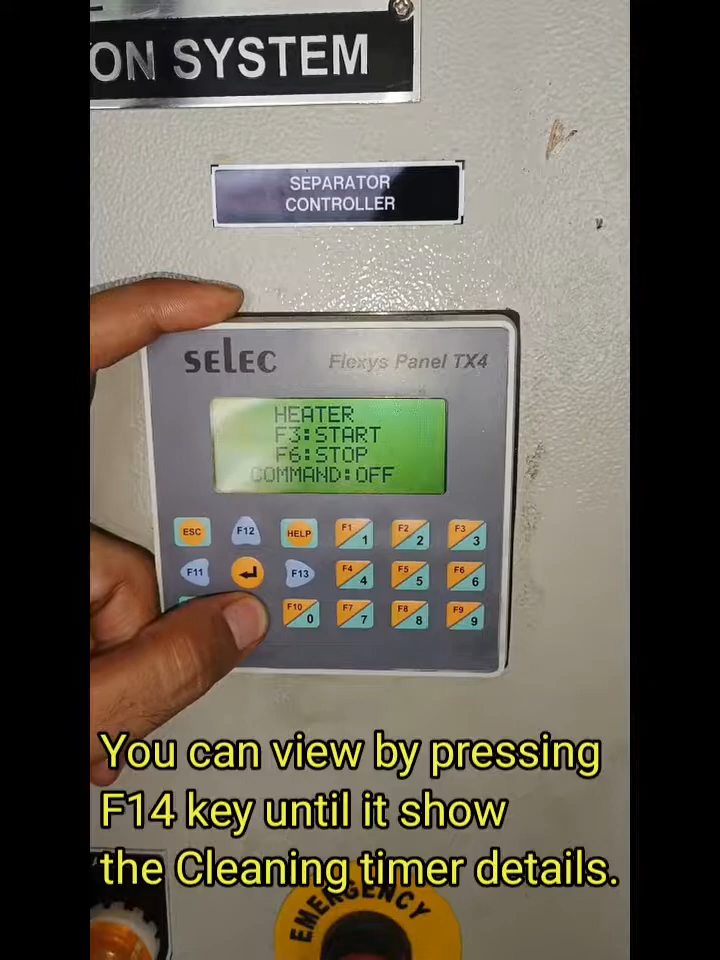 ON SYSTEM
SEPARATOR
CONTROLLER
SELEC Flexys Panel TX4
HEATER
F3:START
F6:STOP
COMMAND:OFF
ESC F12 HELP F1 1 F2 2 F3 3
F11 F13 F4 4 F5 5 F6 6
F10 0 F7 7 F8 8 F9 9
You can view by pressing
F14 key until it show
the Cleaning timer details.
EMERGENCY